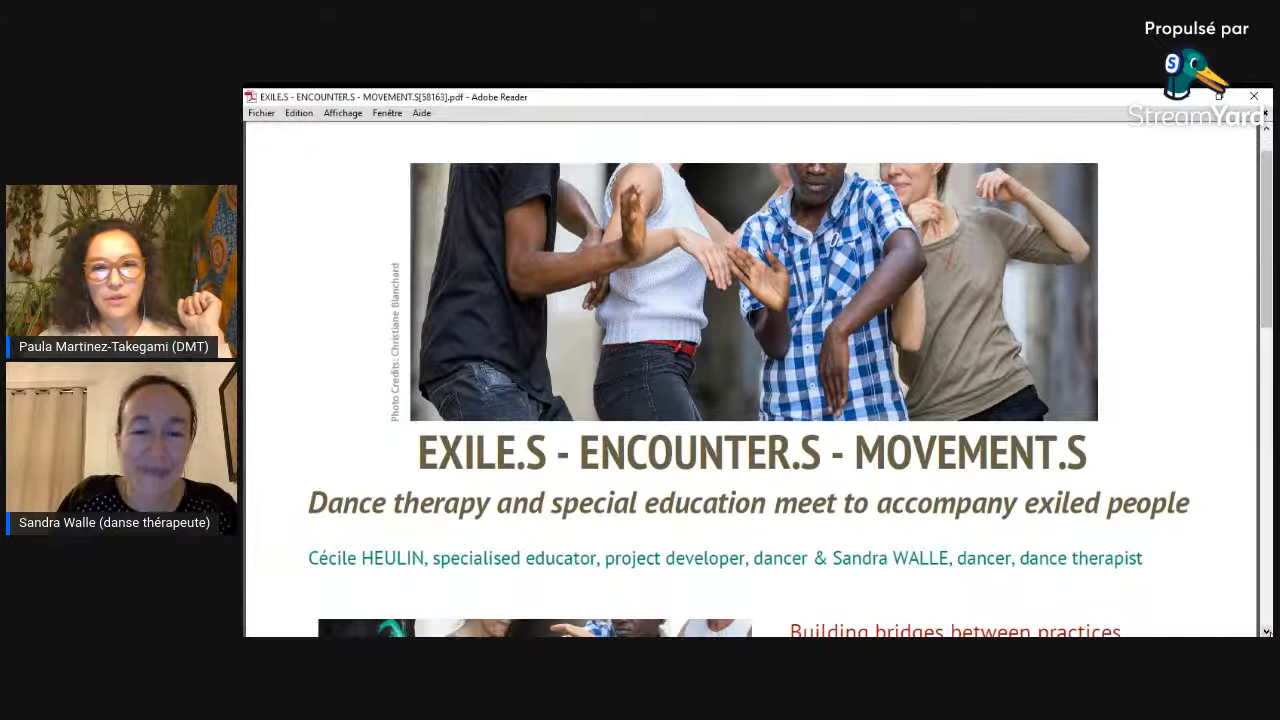 Propulsé par
StreamYard
EXILE.S - ENCOUNTER.S - MOVEMENT.S[58163].pdf - Adobe Reader
Fichier Edition Affichage Fenêtre Aide
Photo Credits: Christiane Blanchard
EXILE.S - ENCOUNTER.S - MOVEMENT.S
Dance therapy and special education meet to accompany exiled people
Cécile HEULIN, specialised educator, project developer, dancer & Sandra WALLE, dancer, dance therapist
Building bridges between practices
Paula Martinez-Takegami (DMT)
Sandra Walle (danse thérapeute)